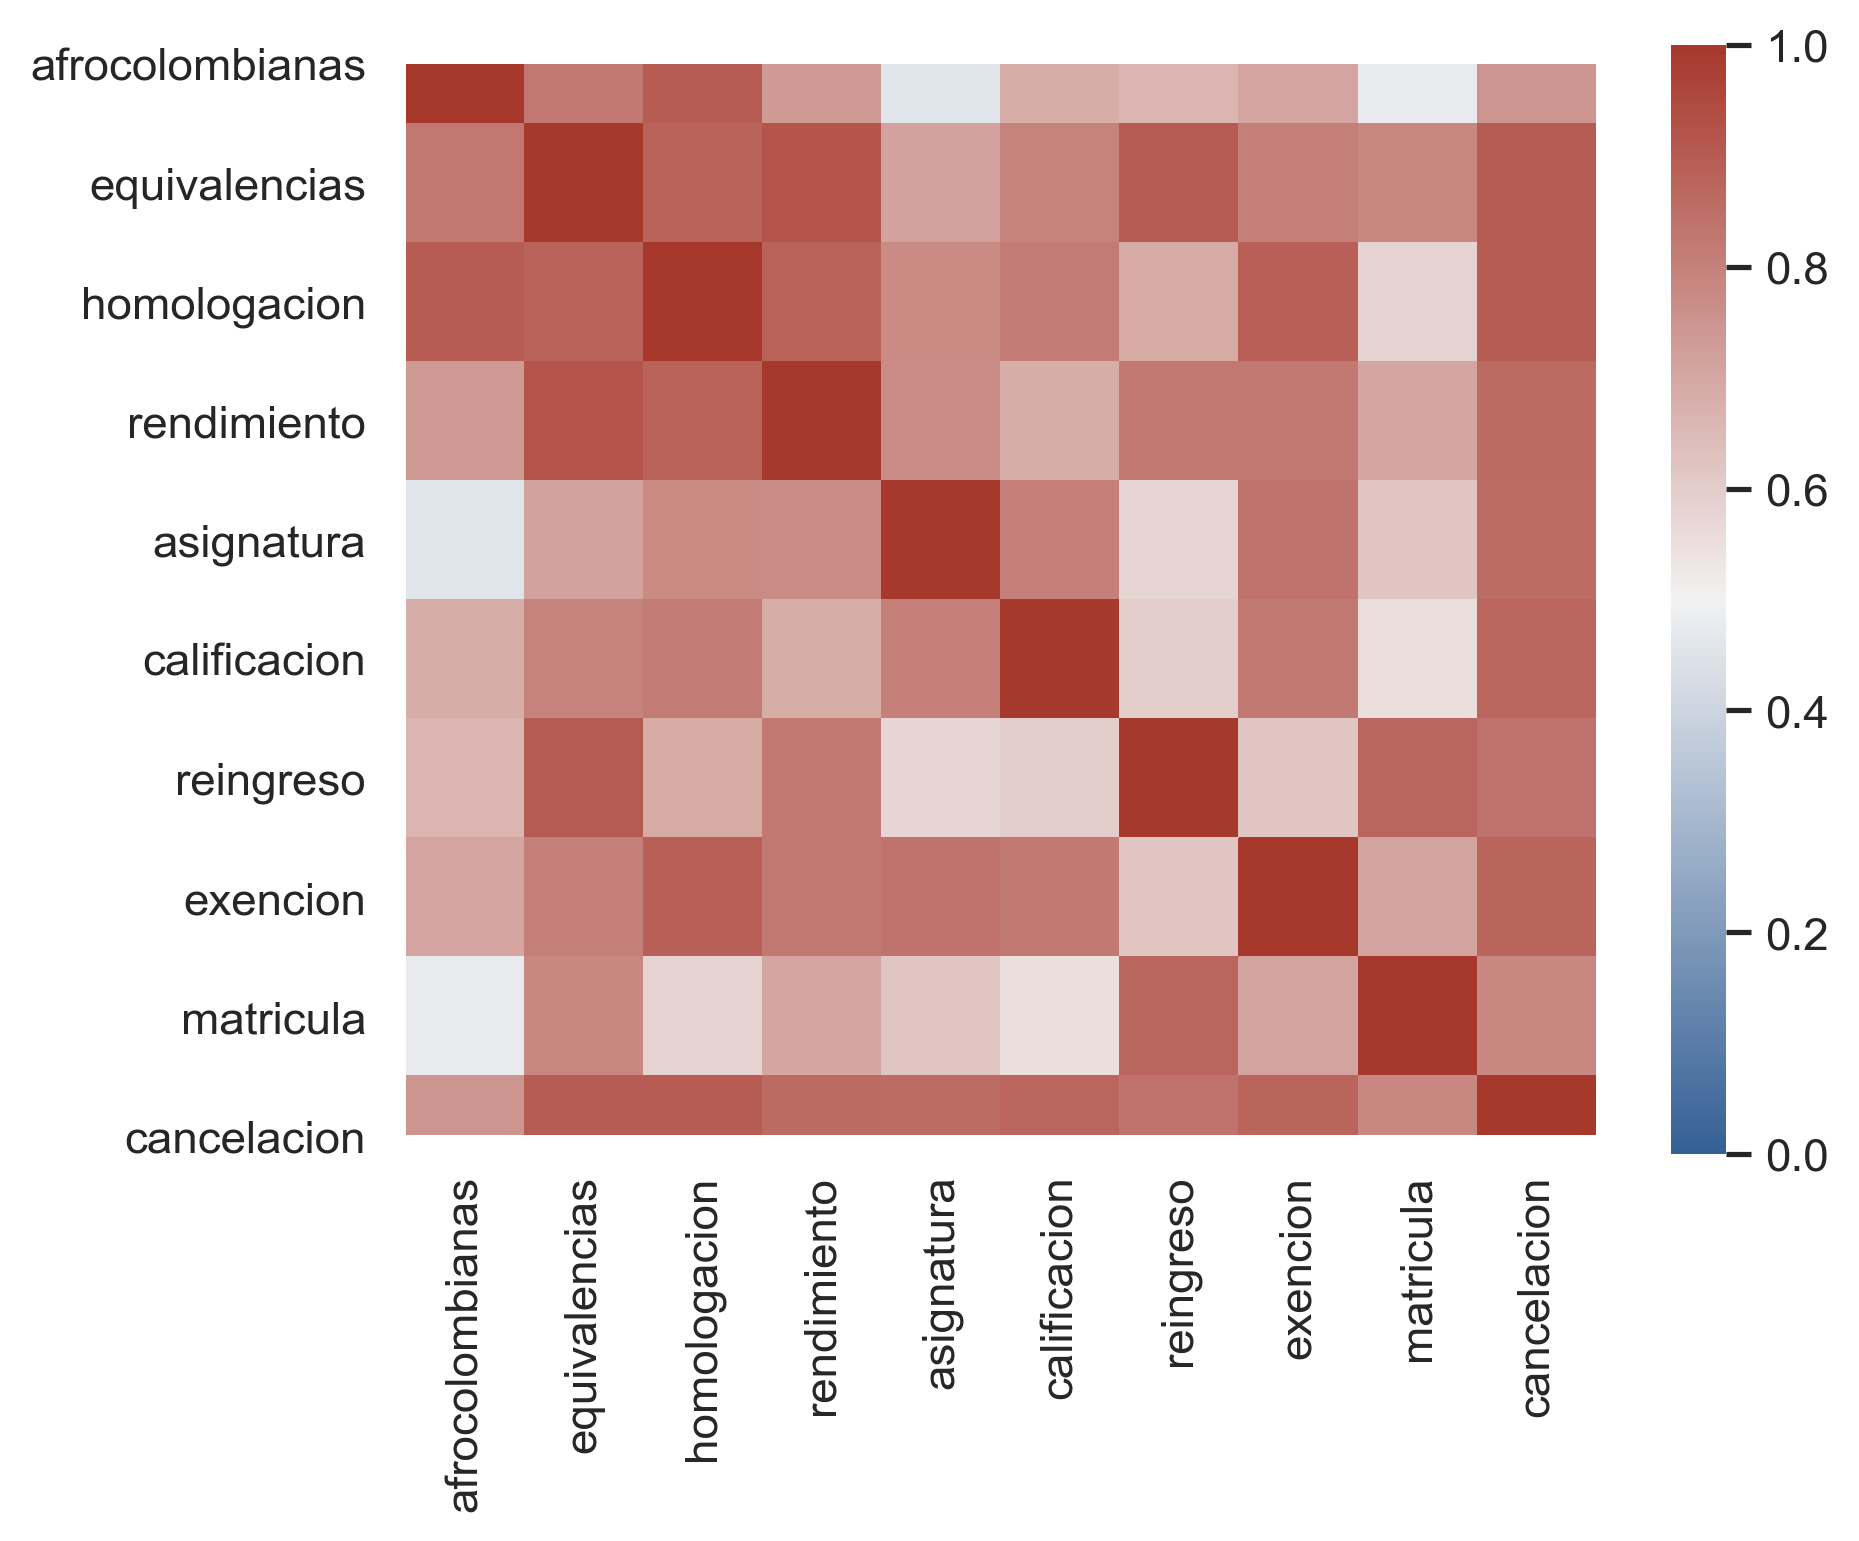 afrocolombianas
equivalencias
homologacion
rendimiento
asignatura
calificacion
reingreso
exencion
matricula
cancelacion
afrocolombianas
equivalencias
homologacion
rendimiento
asignatura
calificacion
reingreso
exencion
matricula
cancelacion
1.0
0.8
0.6
0.4
0.2
0.0